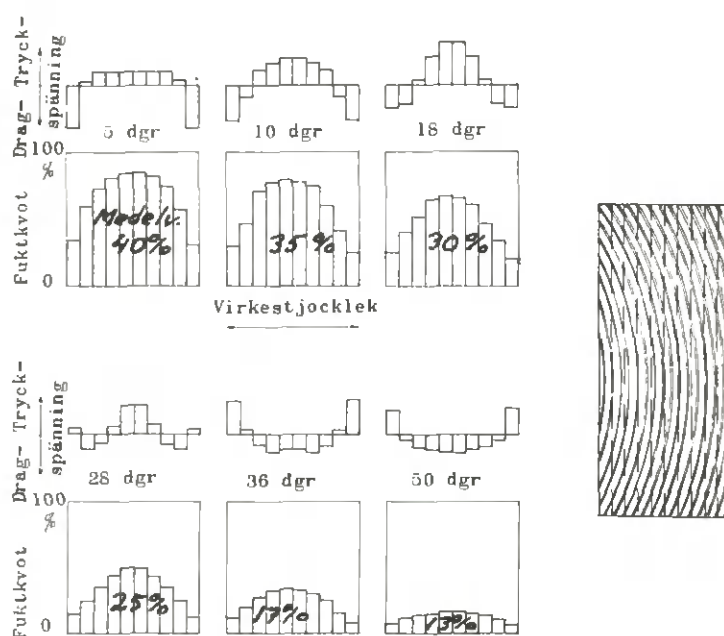 Drag- Tryck-
spänning
5 dgr
10 dgr
18 dgr
Fuktkvot
100
%
0
Medelv.
40%
35%
30%
Virkestjocklek
Drag- Tryck-
spänning
28 dgr
36 dgr
50 dgr
Fuktkvot
100
%
0
25%
17%
13%